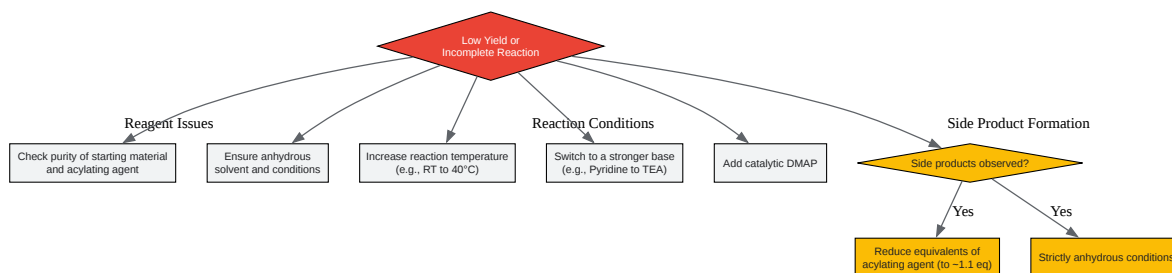 Low Yield or
Incomplete Reaction
Reagent Issues
Reaction Conditions
Side Product Formation
Check purity of starting material
and acylating agent
Ensure anhydrous
solvent and conditions
Increase reaction temperature
(e.g., RT to 40°C)
Switch to a stronger base
(e.g., Pyridine to TEA)
Add catalytic DMAP
Side products observed?
Yes
Yes
Reduce equivalents of
acylating agent (to ~1.1 eq)
Strictly anhydrous conditions